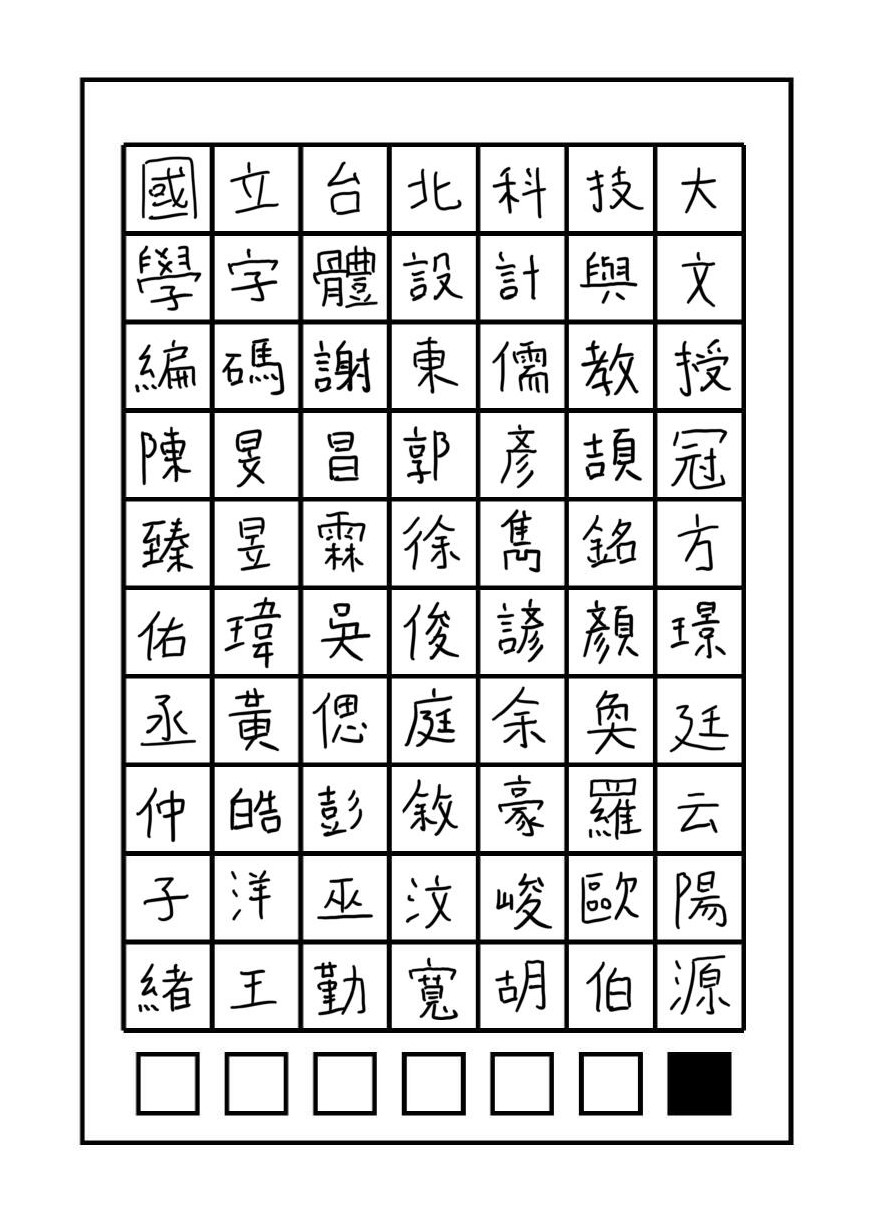 國立台北科技大
學字體設計與文
編碼謝東儒教授
陳旻昌郭彥頡冠
臻昱霖徐雋銘方
佑瑋吳俊諺顏璟
丞黃偲庭余奐廷
仲皓彭敘豪羅云
子洋巫汶峻歐陽
緒王勤寬胡伯源